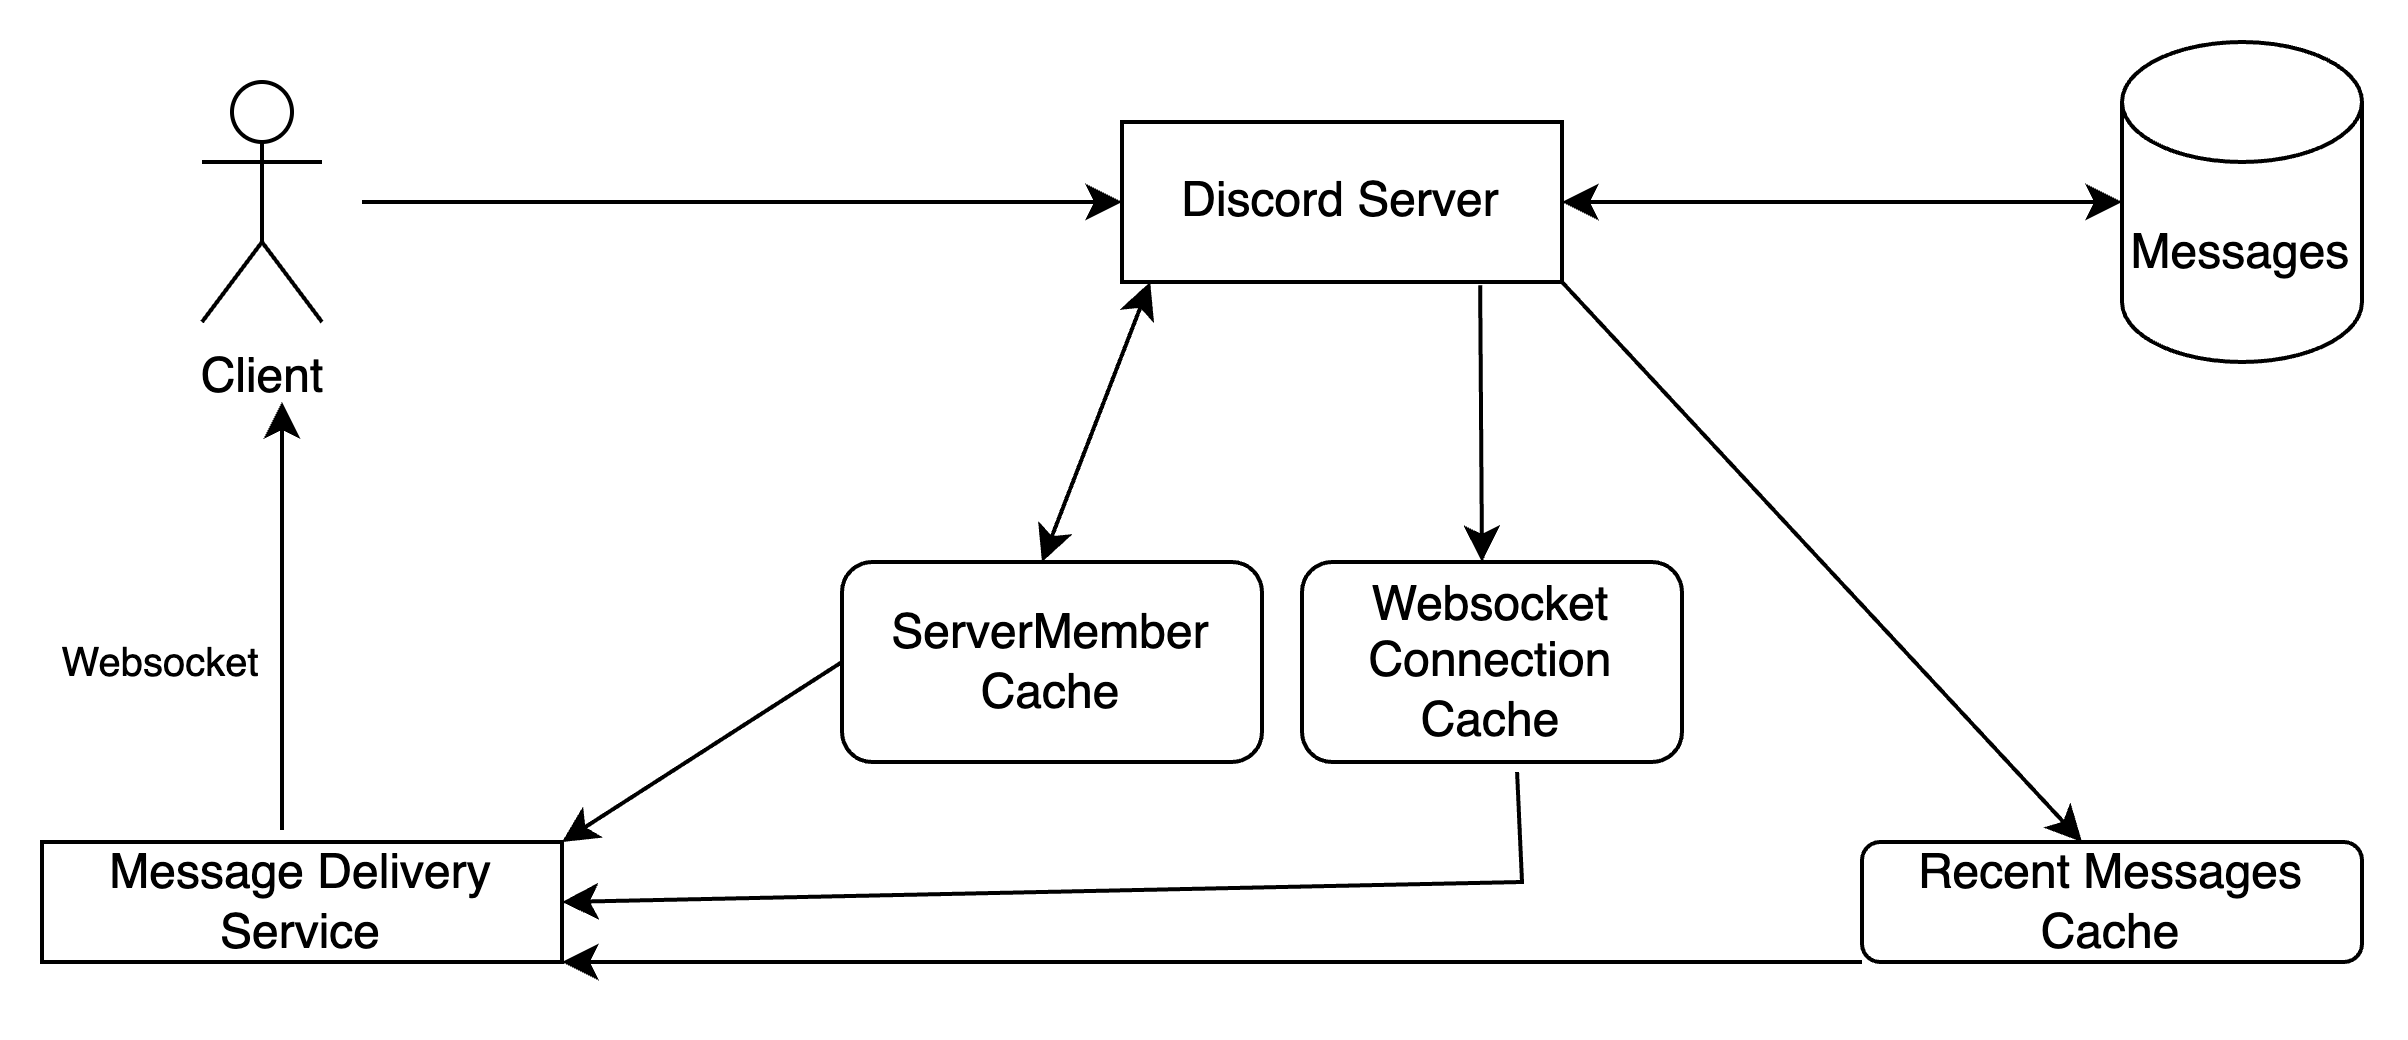 Discord Server
Messages
Client
ServerMember
Cache
Websocket
Connection
Cache
Websocket
Message Delivery
Service
Recent Messages
Cache